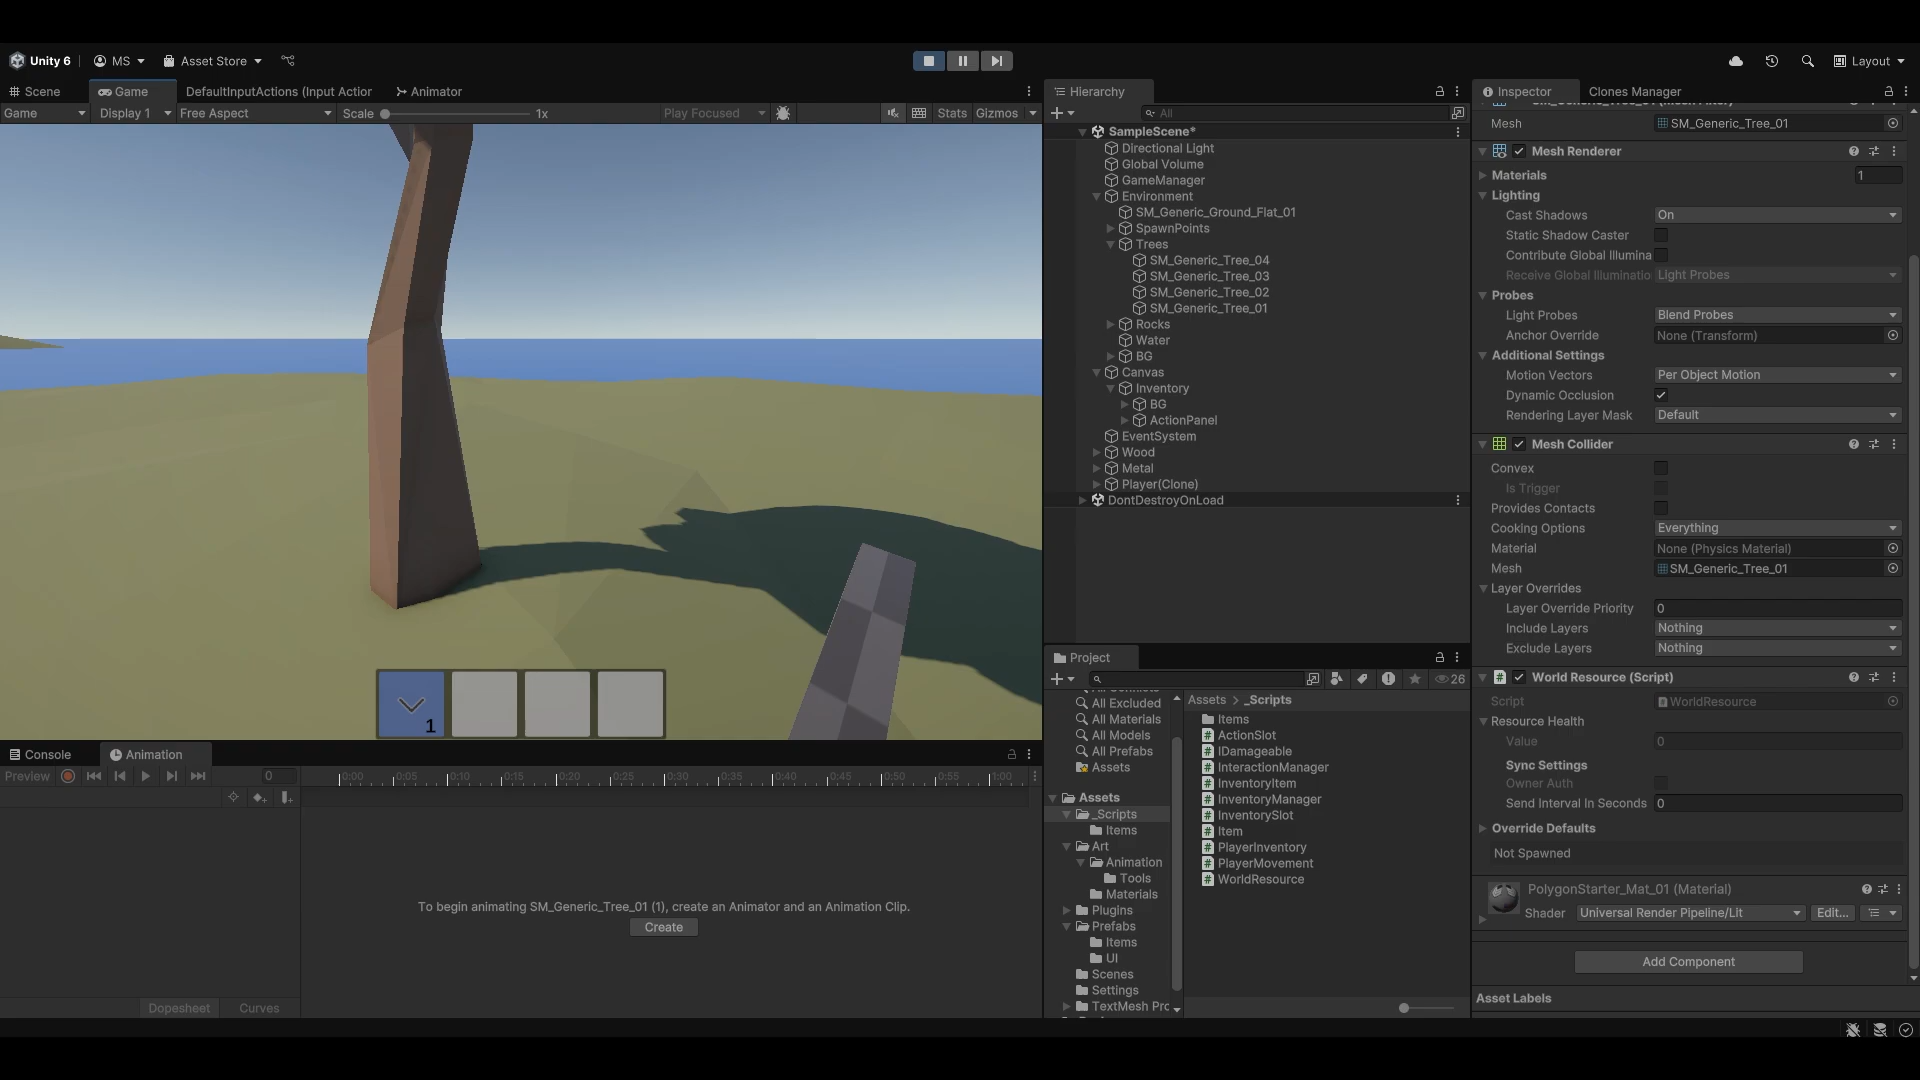 Unity 6 MS Asset Store Layout
Scene Game DefaultInputActions (Input Action Animator
Game Display 1 Free Aspect Scale 1x Play Focused Stats Gizmos
1
Console Animation
Preview 0 0:00 0:05 0:10 0:15 0:20 0:25 0:30 0:35 0:40 0:45 0:50 0:55 1:00
To begin animating SM_Generic_Tree_01 (1), create an Animator and an Animation Clip.
Create
Dopesheet Curves
Hierarchy
All
SampleScene*
Directional Light
Global Volume
GameManager
Environment
SM_Generic_Ground_Flat_01
SpawnPoints
Trees
SM_Generic_Tree_04
SM_Generic_Tree_03
SM_Generic_Tree_02
SM_Generic_Tree_01
Rocks
Water
BG
Canvas
Inventory
BG
ActionPanel
EventSystem
Wood
Metal
Player(Clone)
DontDestroyOnLoad
Project
26
All Excluded
All Materials
All Models
All Prefabs
Assets
Assets
_Scripts
Items
Art
Animation
Tools
Materials
Plugins
Prefabs
Items
UI
Scenes
Settings
TextMesh Pro
Assets > _Scripts
Items
ActionSlot
IDamageable
InteractionManager
InventoryItem
InventoryManager
InventorySlot
Item
PlayerInventory
PlayerMovement
WorldResource
Inspector Clones Manager
Mesh SM_Generic_Tree_01
Mesh Renderer
Materials 1
Lighting
Cast Shadows On
Static Shadow Caster
Contribute Global Illumina
Receive Global Illuminatio Light Probes
Probes
Light Probes Blend Probes
Anchor Override None (Transform)
Additional Settings
Motion Vectors Per Object Motion
Dynamic Occlusion
Rendering Layer Mask Default
Mesh Collider
Convex
Is Trigger
Provides Contacts
Cooking Options Everything
Material None (Physics Material)
Mesh SM_Generic_Tree_01
Layer Overrides
Layer Override Priority 0
Include Layers Nothing
Exclude Layers Nothing
World Resource (Script)
Script WorldResource
Resource Health
Value 0
Sync Settings
Owner Auth
Send Interval In Seconds 0
Override Defaults
Not Spawned
PolygonStarter_Mat_01 (Material)
Shader Universal Render Pipeline/Lit Edit...
Add Component
Asset Labels